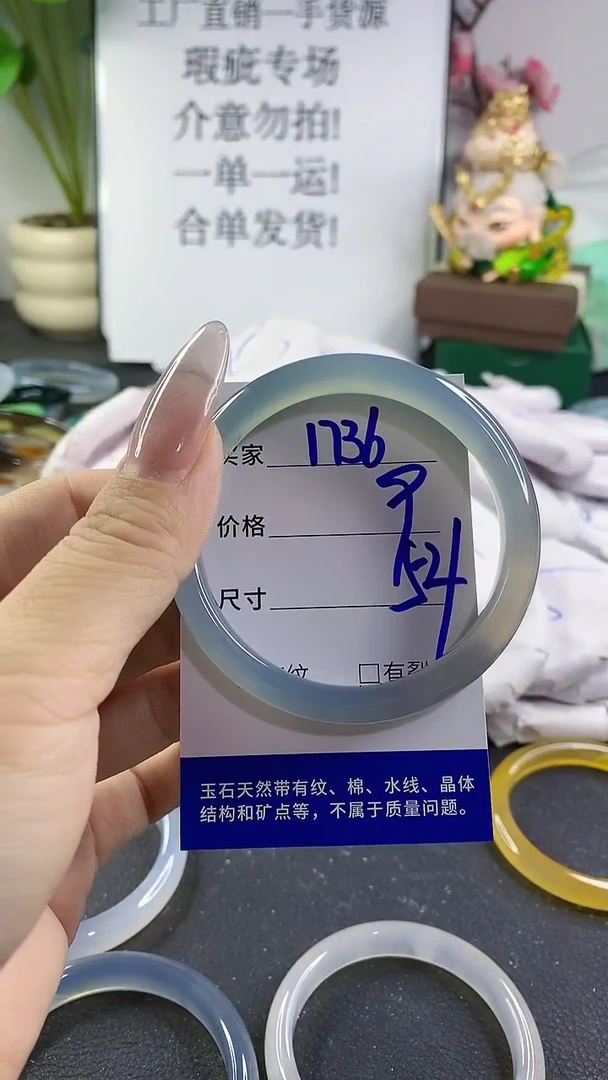 工厂直销一手货源
瑕疵专场
介意勿拍!
一单一运!
合单发货!
买家 1736
价格
尺寸 54
纹 □有裂
玉石天然带有纹、棉、水线、晶体
结构和矿点等，不属于质量问题。